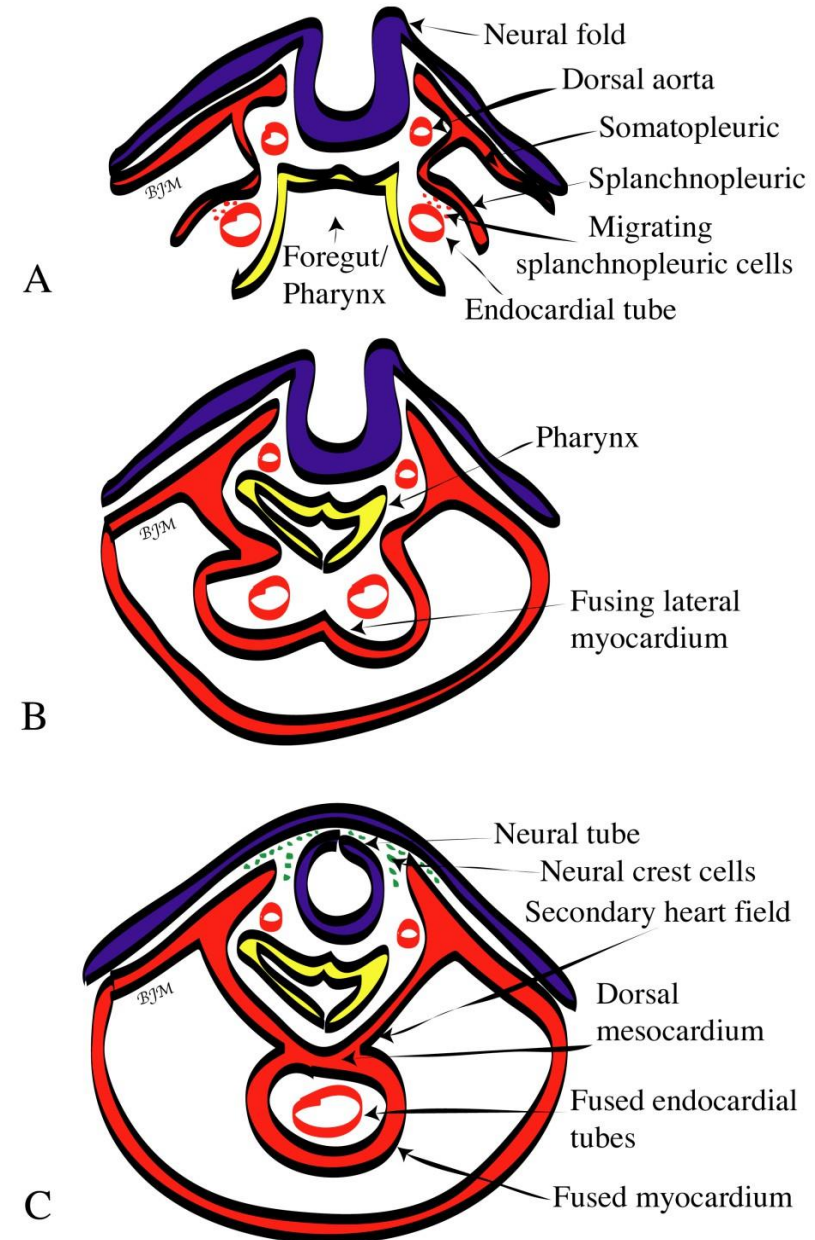 Neural fold
Dorsal aorta
Somatopleuric
Splanchnopleuric
BJM
Migrating
splanchnopleuric cells
Foregut/
Pharynx
Endocardial tube
A
Pharynx
BJM
Fusing lateral
myocardium
B
Neural tube
Neural crest cells
Secondary heart field
BJM
Dorsal
mesocardium
Fused endocardial
tubes
Fused myocardium
C